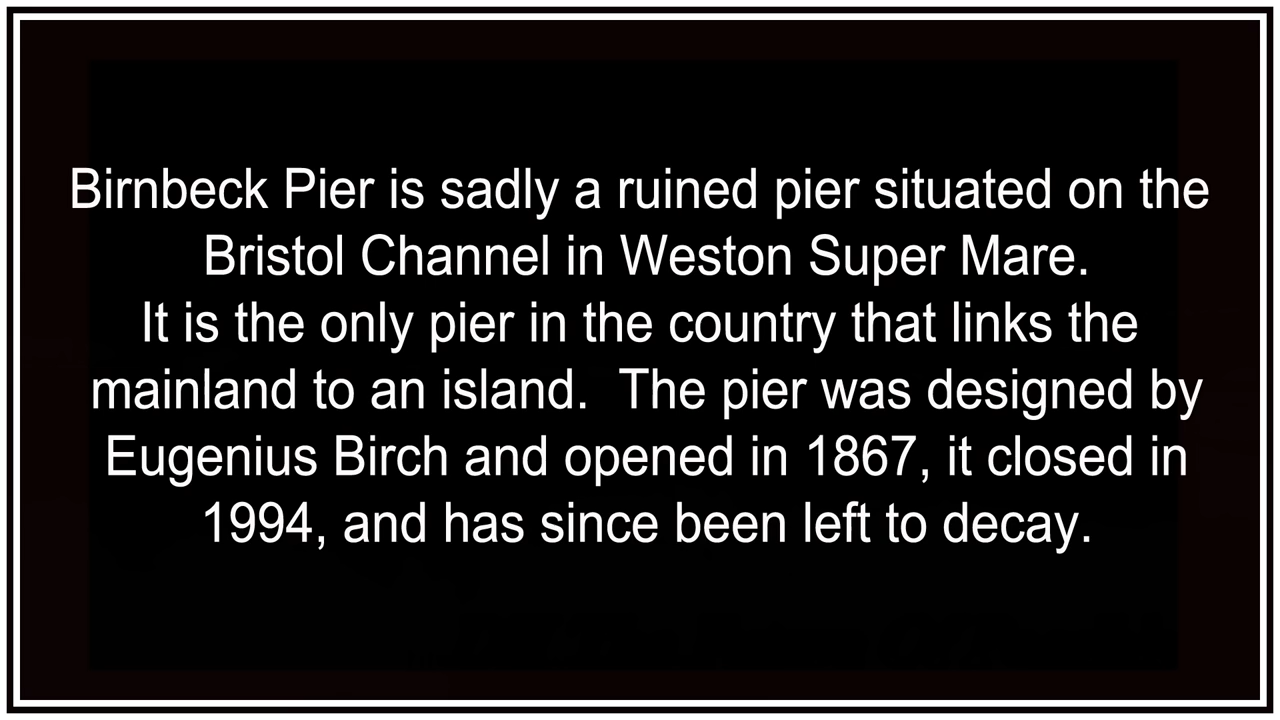 Birnbeck Pier is sadly a ruined pier situated on the
Bristol Channel in Weston Super Mare.
It is the only pier in the country that links the
mainland to an island.  The pier was designed by
Eugenius Birch and opened in 1867, it closed in
1994, and has since been left to decay.